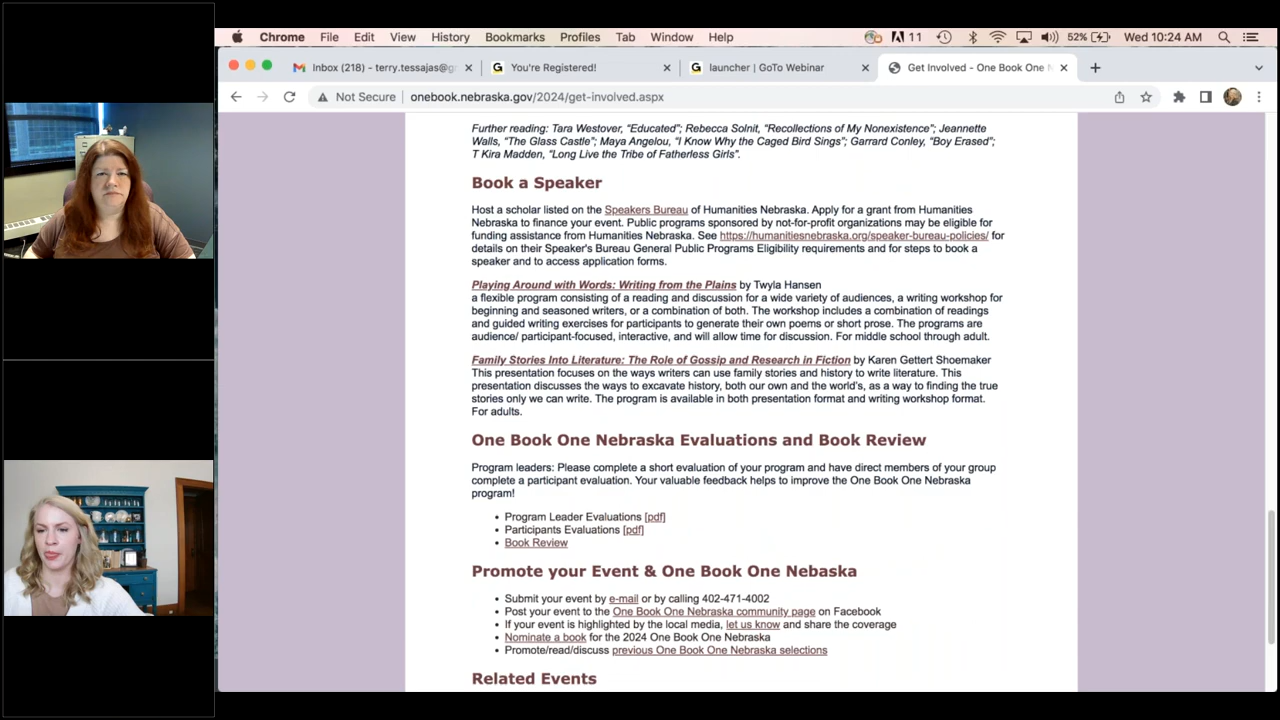 Chrome File Edit View History Bookmarks Profiles Tab Window Help 11 52% Wed 10:24 AM
Inbox (218) - terry.tessajas@g
You're Registered!
launcher | GoTo Webinar
Get Involved - One Book One N
Not Secure onebook.nebraska.gov/2024/get-involved.aspx
Further reading: Tara Westover, “Educated”; Rebecca Solnit, “Recollections of My Nonexistence”; Jeannette
Walls, “The Glass Castle”; Maya Angelou, “I Know Why the Caged Bird Sings”; Garrard Conley, “Boy Erased”;
T Kira Madden, “Long Live the Tribe of Fatherless Girls”.
Book a Speaker
Host a scholar listed on the Speakers Bureau of Humanities Nebraska. Apply for a grant from Humanities
Nebraska to finance your event. Public programs sponsored by not-for-profit organizations may be eligible for
funding assistance from Humanities Nebraska. See https://humanitiesnebraska.org/speaker-bureau-policies/ for
details on their Speaker's Bureau General Public Programs Eligibility requirements and for steps to book a
speaker and to access application forms.
Playing Around with Words: Writing from the Plains by Twyla Hansen
a flexible program consisting of a reading and discussion for a wide variety of audiences, a writing workshop for
beginning and seasoned writers, or a combination of both. The workshop includes a combination of readings
and guided writing exercises for participants to generate their own poems or short prose. The programs are
audience/ participant-focused, interactive, and will allow time for discussion. For middle school through adult.
Family Stories Into Literature: The Role of Gossip and Research in Fiction by Karen Gettert Shoemaker
This presentation focuses on the ways writers can use family stories and history to write literature. This
presentation discusses the ways to excavate history, both our own and the world’s, as a way to finding the true
stories only we can write. The program is available in both presentation format and writing workshop format.
For adults.
One Book One Nebraska Evaluations and Book Review
Program leaders: Please complete a short evaluation of your program and have direct members of your group
complete a participant evaluation. Your valuable feedback helps to improve the One Book One Nebraska
program!
• Program Leader Evaluations [pdf]
• Participants Evaluations [pdf]
• Book Review
Promote your Event & One Book One Nebaska
• Submit your event by e-mail or by calling 402-471-4002
• Post your event to the One Book One Nebraska community page on Facebook
• If your event is highlighted by the local media, let us know and share the coverage
• Nominate a book for the 2024 One Book One Nebraska
• Promote/read/discuss previous One Book One Nebraska selections
Related Events